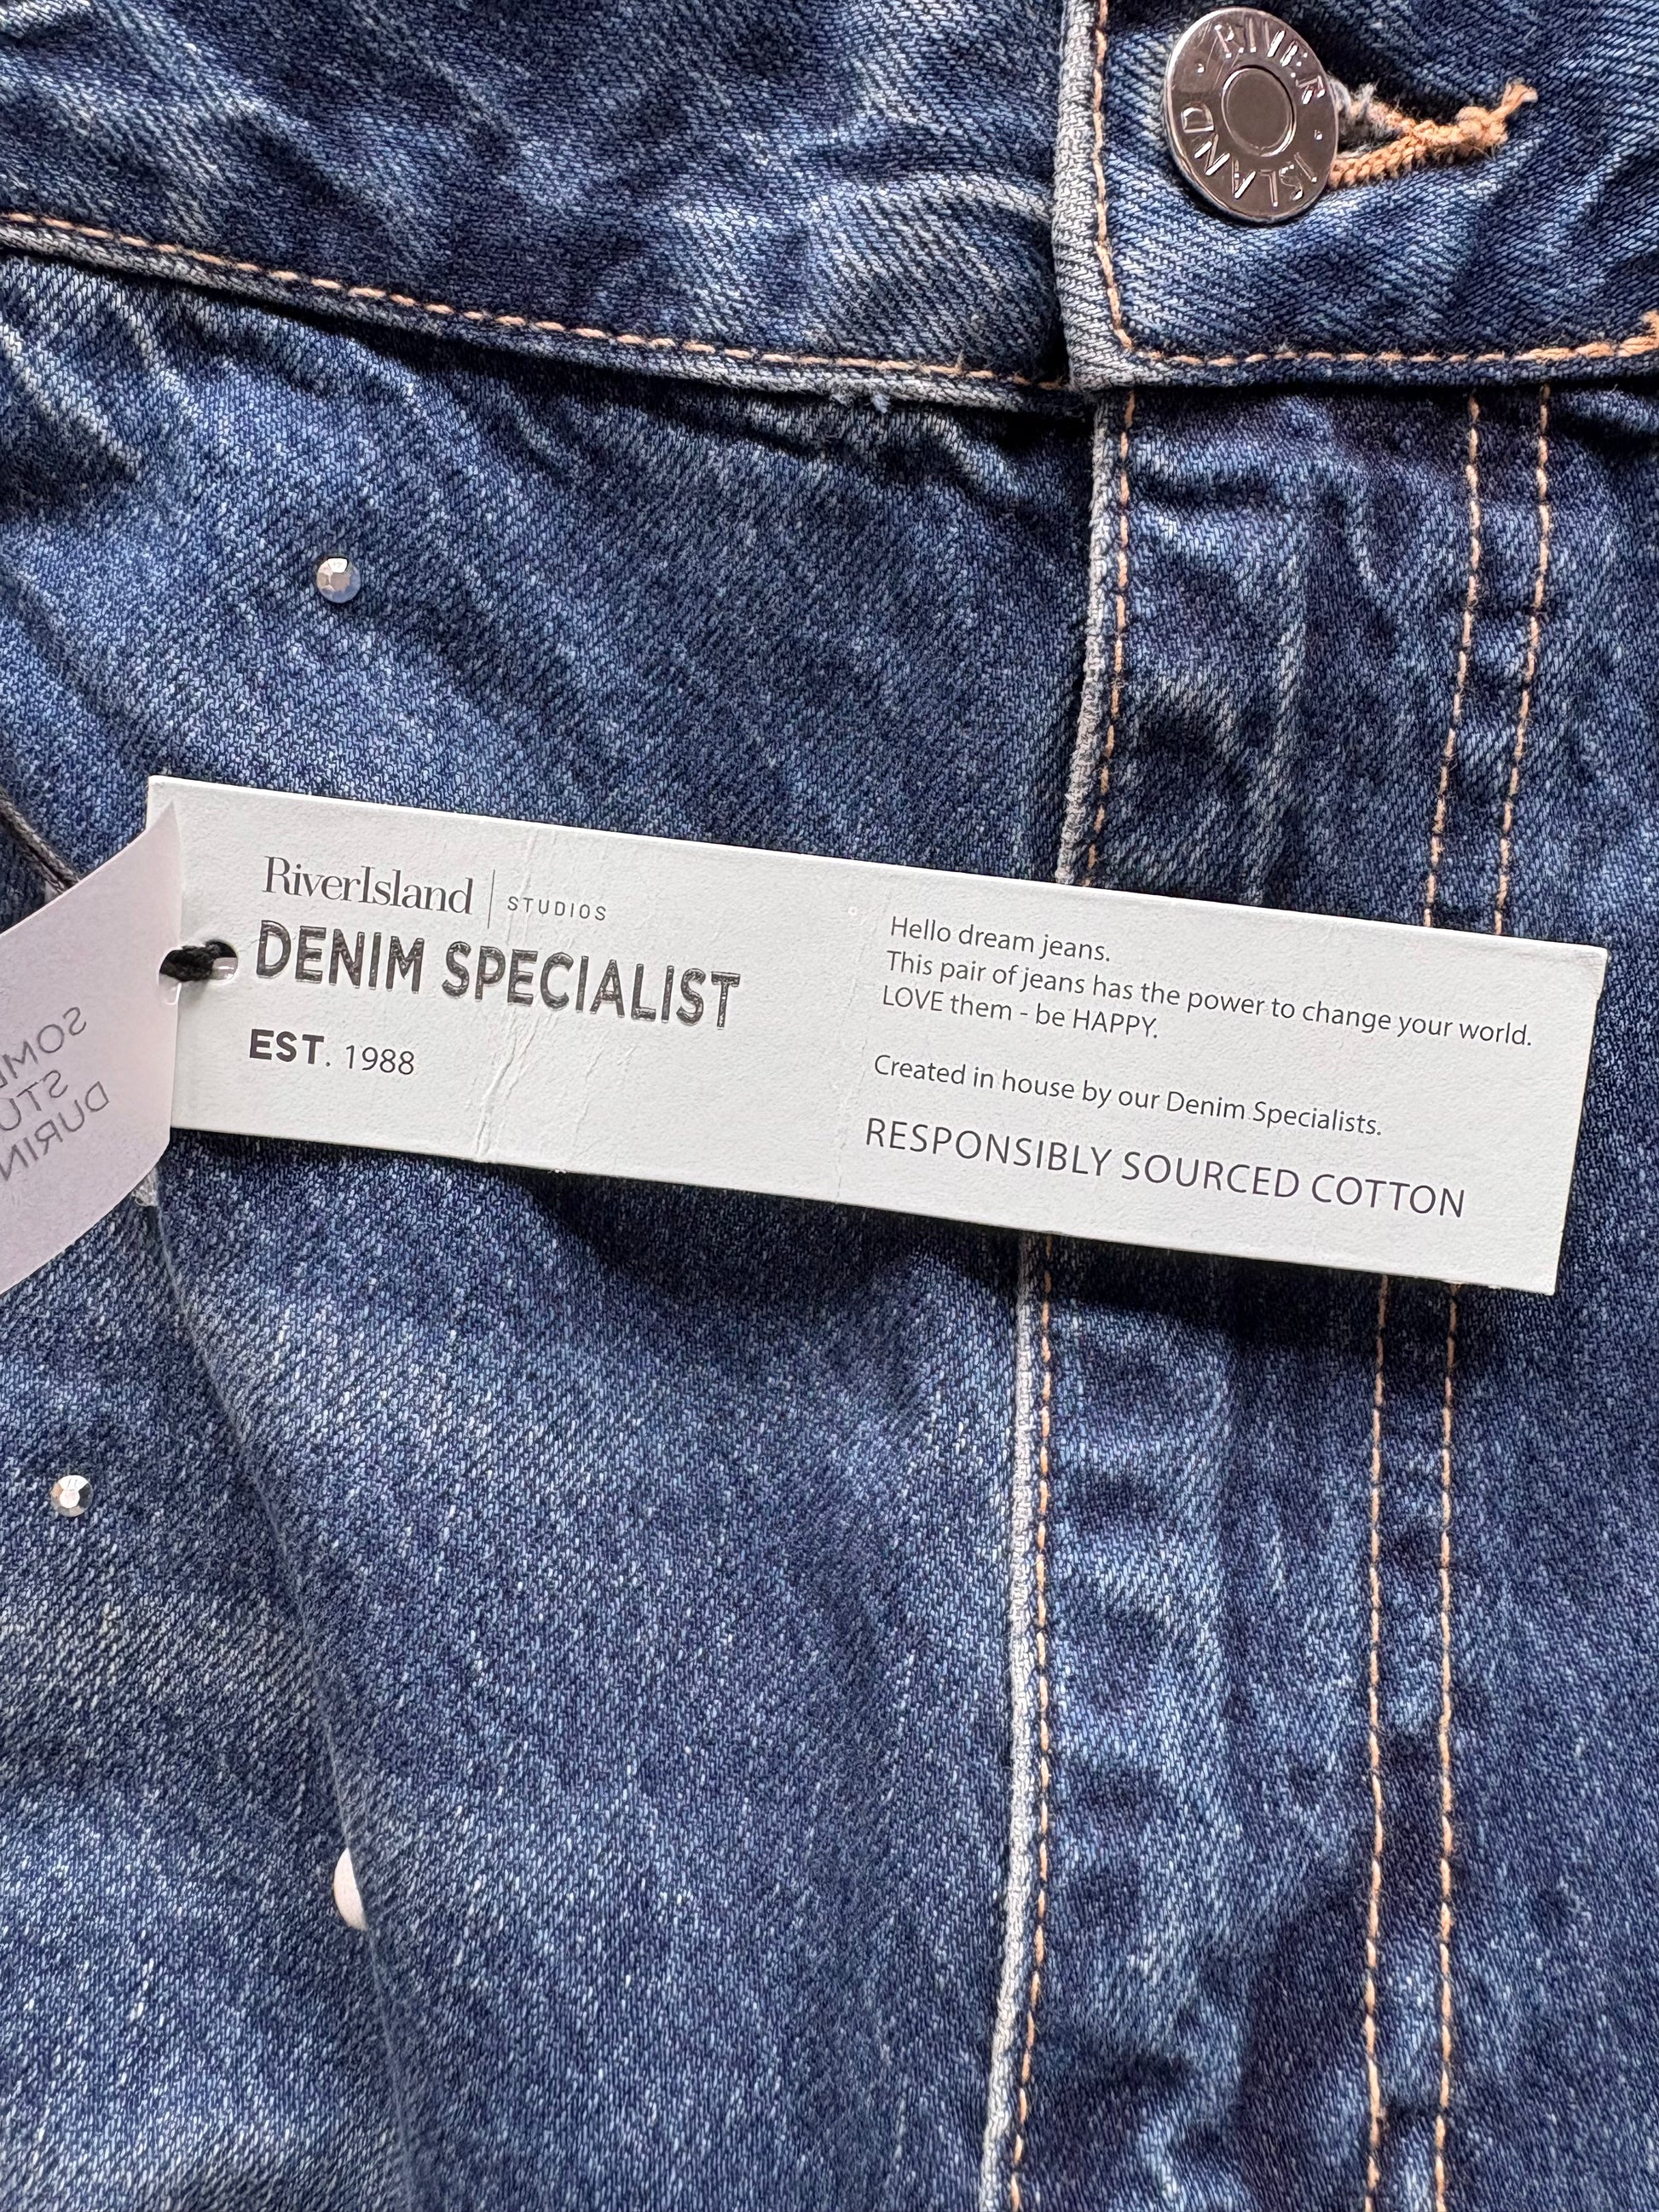 RIVER
ISLAND
RiverIsland | STUDIOS
DENIM SPECIALIST
EST. 1988
Hello dream jeans.
This pair of jeans has the power to change your world.
LOVE them - be HAPPY.
Created in house by our Denim Specialists.
RESPONSIBLY SOURCED COTTON